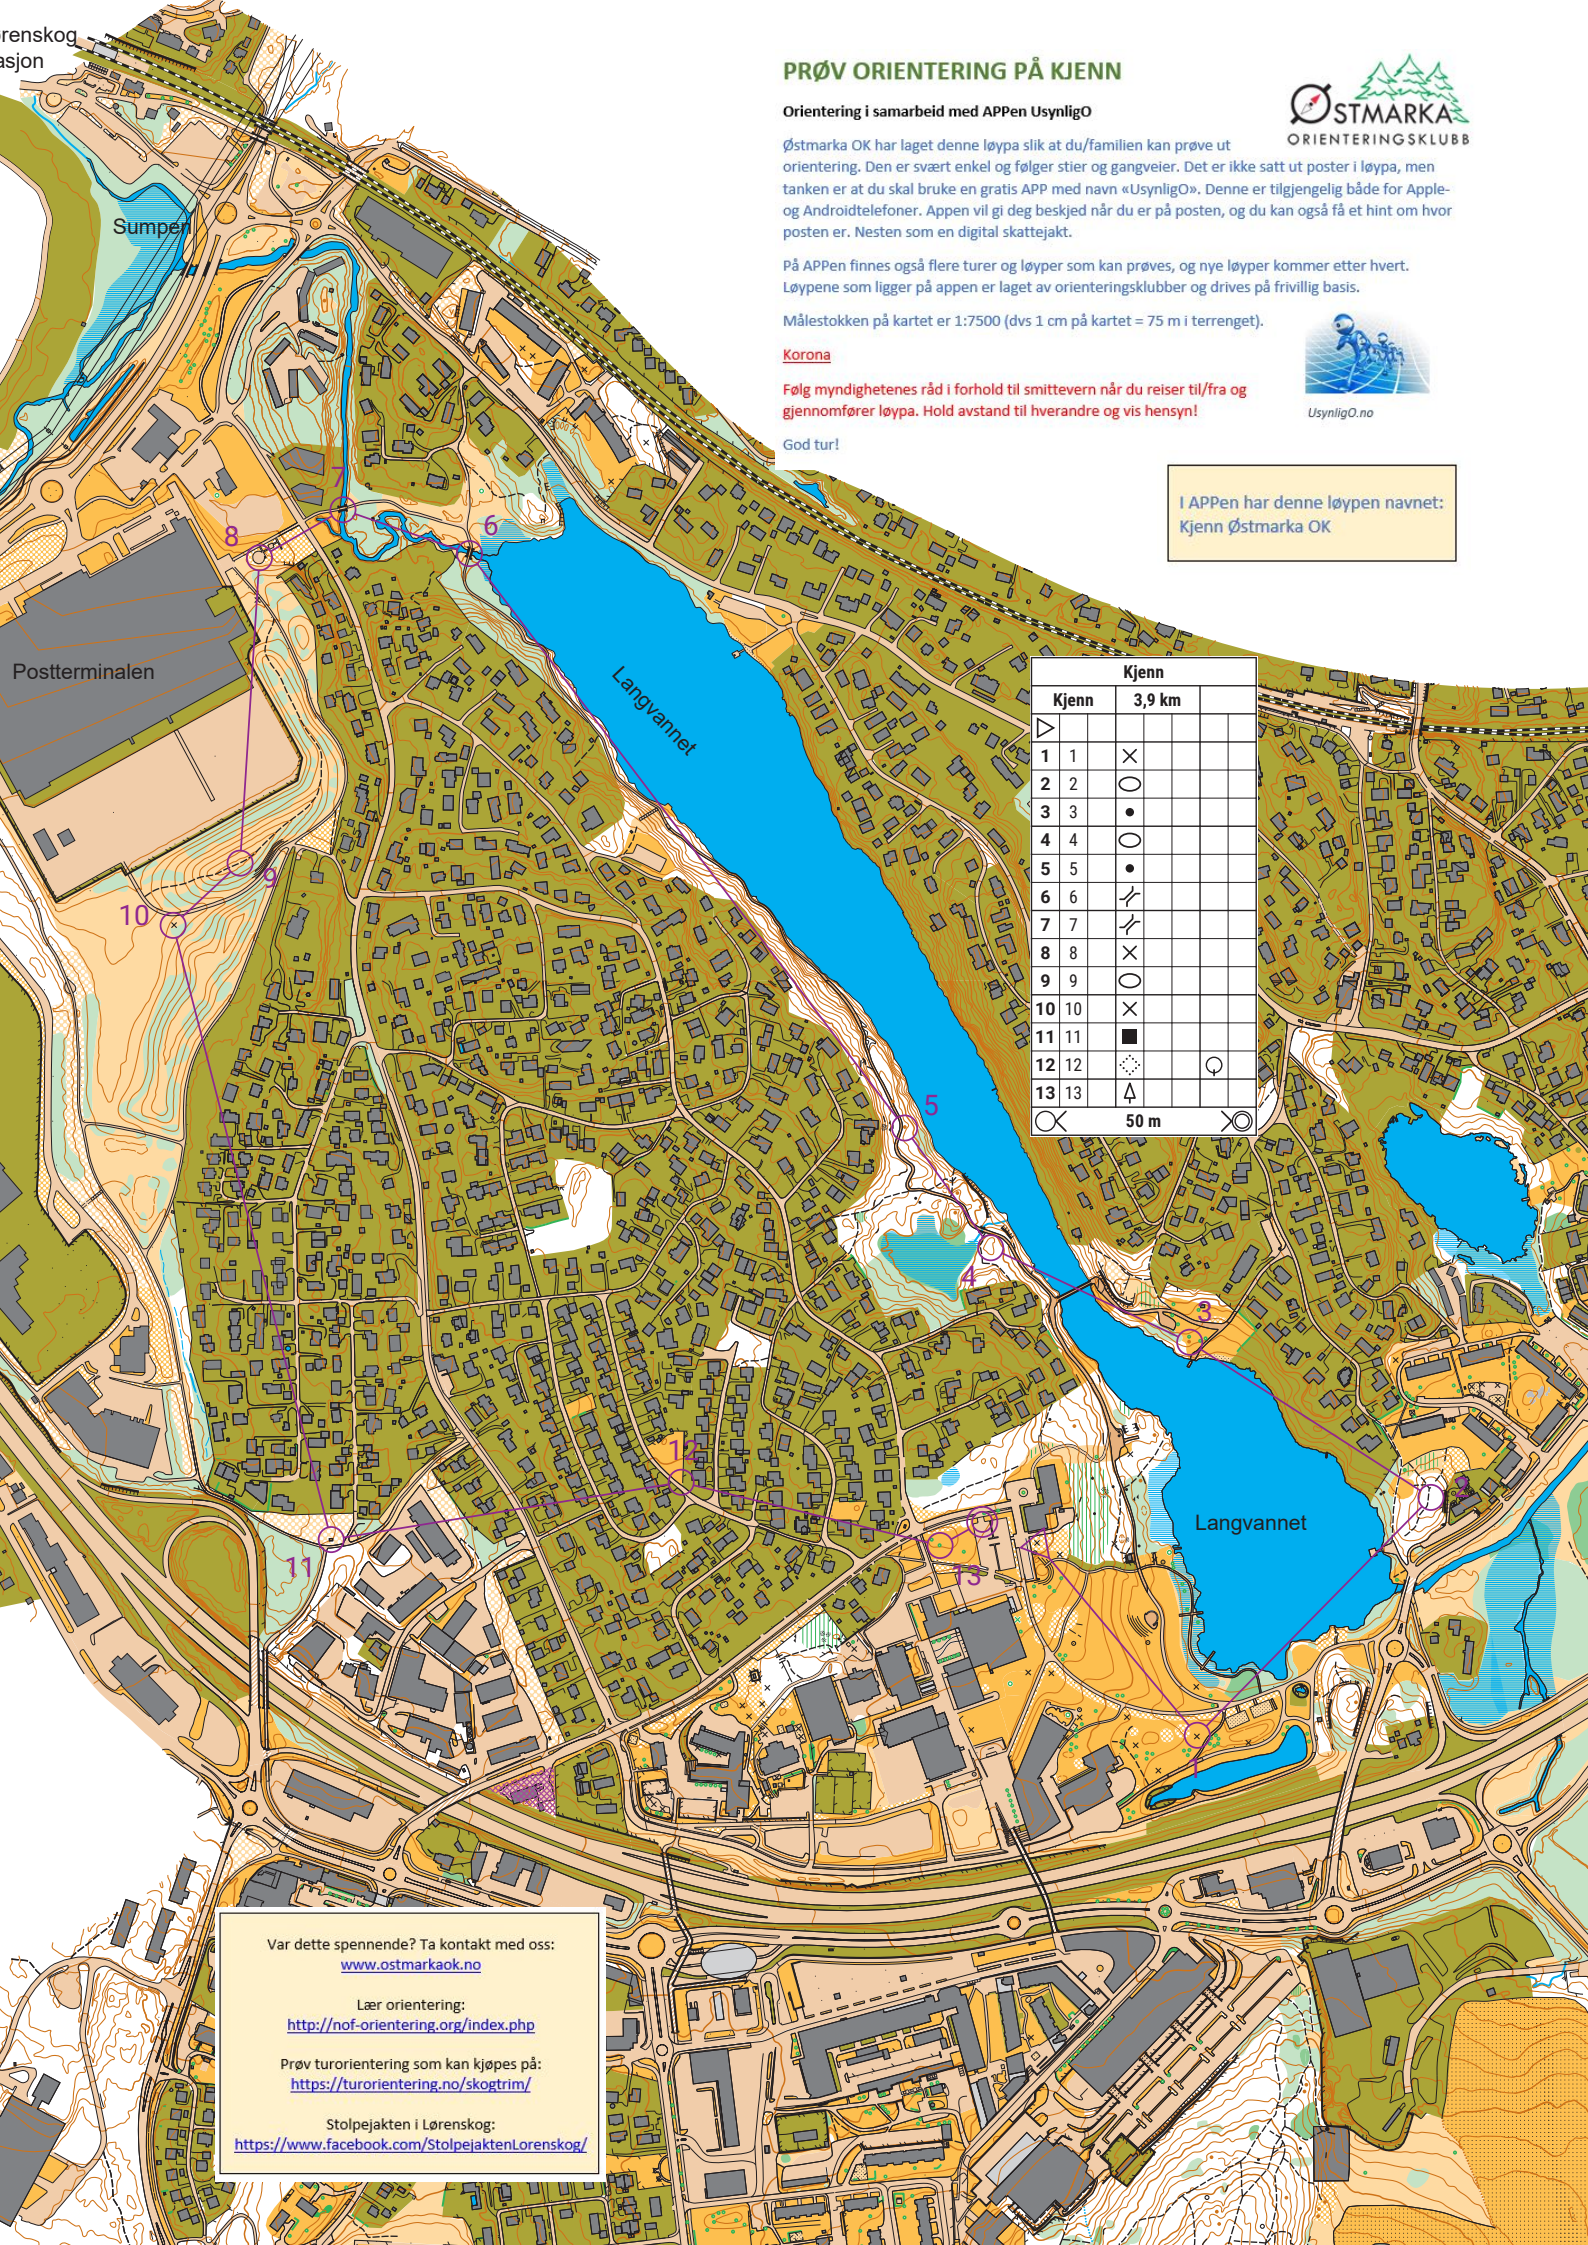 ørenskog
asjon
PRØV ORIENTERING PÅ KJENN
Orientering i samarbeid med APPen UsynligO
Østmarka OK har laget denne løypa slik at du/familien kan prøve ut
orientering. Den er svært enkel og følger stier og gangveier. Det er ikke satt ut poster i løypa, men
tanken er at du skal bruke en gratis APP med navn «UsynligO». Denne er tilgjengelig både for Apple-
og Androidtelefoner. Appen vil gi deg beskjed når du er på posten, og du kan også få et hint om hvor
posten er. Nesten som en digital skattejakt.
På APPen finnes også flere turer og løyper som kan prøves, og nye løyper kommer etter hvert.
Løypene som ligger på appen er laget av orienteringsklubber og drives på frivillig basis.
Målestokken på kartet er 1:7500 (dvs 1 cm på kartet = 75 m i terrenget).
Korona
Følg myndighetenes råd i forhold til smittevern når du reiser til/fra og
gjennomfører løypa. Hold avstand til hverandre og vis hensyn!
God tur!
ØSTMARKA
ORIENTERINGSKLUBB
UsynligO.no
I APPen har denne løypen navnet:
Kjenn Østmarka OK
Sumpen
7
6
8
Postterminalen
Langvannet
Kjenn
Kjenn 3,9 km
1 1
2 2
3 3
4 4
5 5
6 6
7 7
8 8
9 9
10 10
11 11
12 12
13 13
50 m
9
10
5
4
3
12
2
Langvannet
11
13
1
Var dette spennende? Ta kontakt med oss:
www.ostmarkaok.no
Lær orientering:
http://nof-orientering.org/index.php
Prøv turorientering som kan kjøpes på:
https://turorientering.no/skogtrim/
Stolpejakten i Lørenskog:
https://www.facebook.com/StolpejaktenLorenskog/